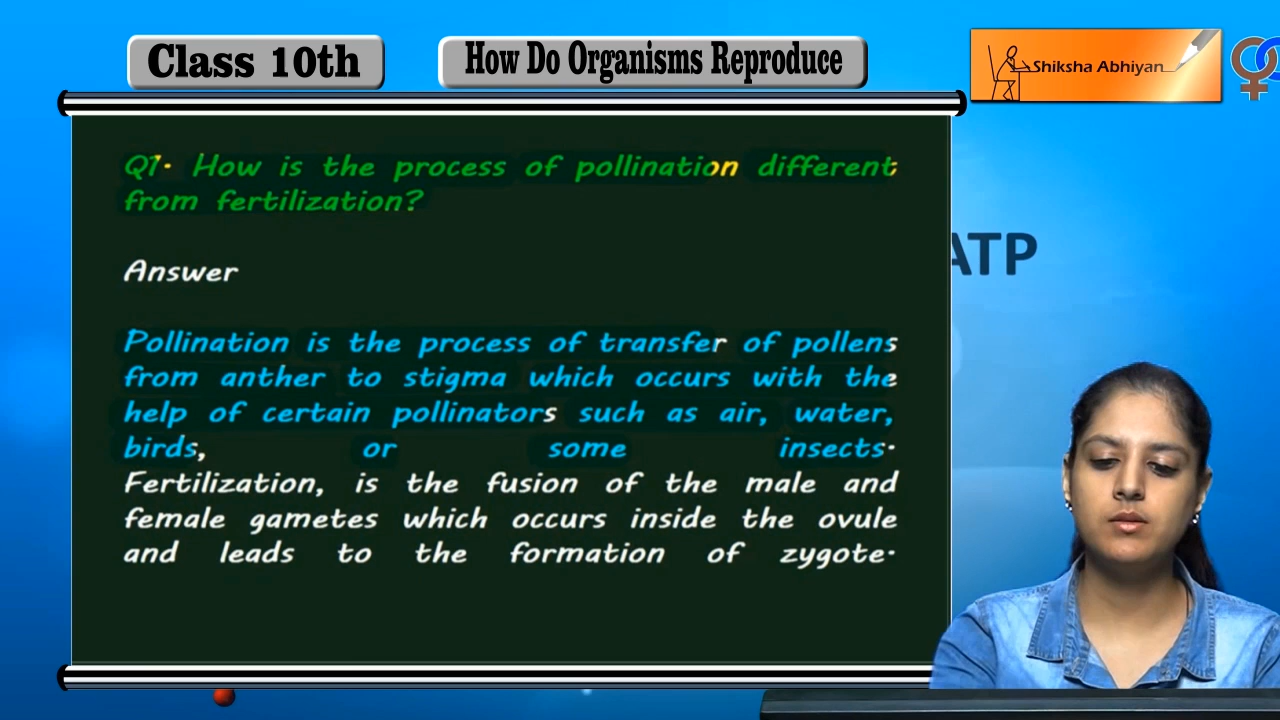 Class 10th
How Do Organisms Reproduce
Shiksha Abhiyan
Q1. How is the process of pollination different
from fertilization?
Answer
Pollination is the process of transfer of pollens
from anther to stigma which occurs with the
help of certain pollinators such as air, water,
birds, or some insects.
Fertilization, is the fusion of the male and
female gametes which occurs inside the ovule
and leads to the formation of zygote.
ATP